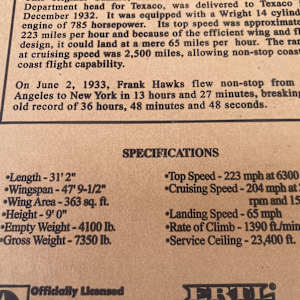 Department head for Texaco, was delivered to Texaco
December 1932. It was equipped with a Wright 14 cylin
engine of 785 horsepower. Its top speed was approximat
223 miles per hour and because of the efficient wing and fl
design, it could land at a mere 65 miles per hour. The ran
at cruising speed was 2,500 miles, allowing non-stop coast
coast flight capability.
On June 2, 1933, Frank Hawks flew non-stop from
Angeles to New York in 13 hours and 27 minutes, breaking
old record of 36 hours, 48 minutes and 48 seconds.
SPECIFICATIONS
•Length - 31' 2"
•Wingspan - 47' 9-1/2"
•Wing Area - 363 sq. ft.
•Height - 9' 0"
•Empty Weight - 4100 lb.
•Gross Weight - 7350 lb.
•Top Speed - 223 mph at 6300
•Cruising Speed - 204 mph at
rpm and 15
•Landing Speed - 65 mph
•Rate of Climb - 1390 ft/min
•Service Ceiling - 23,400 ft.
Officially Licensed
ERTL